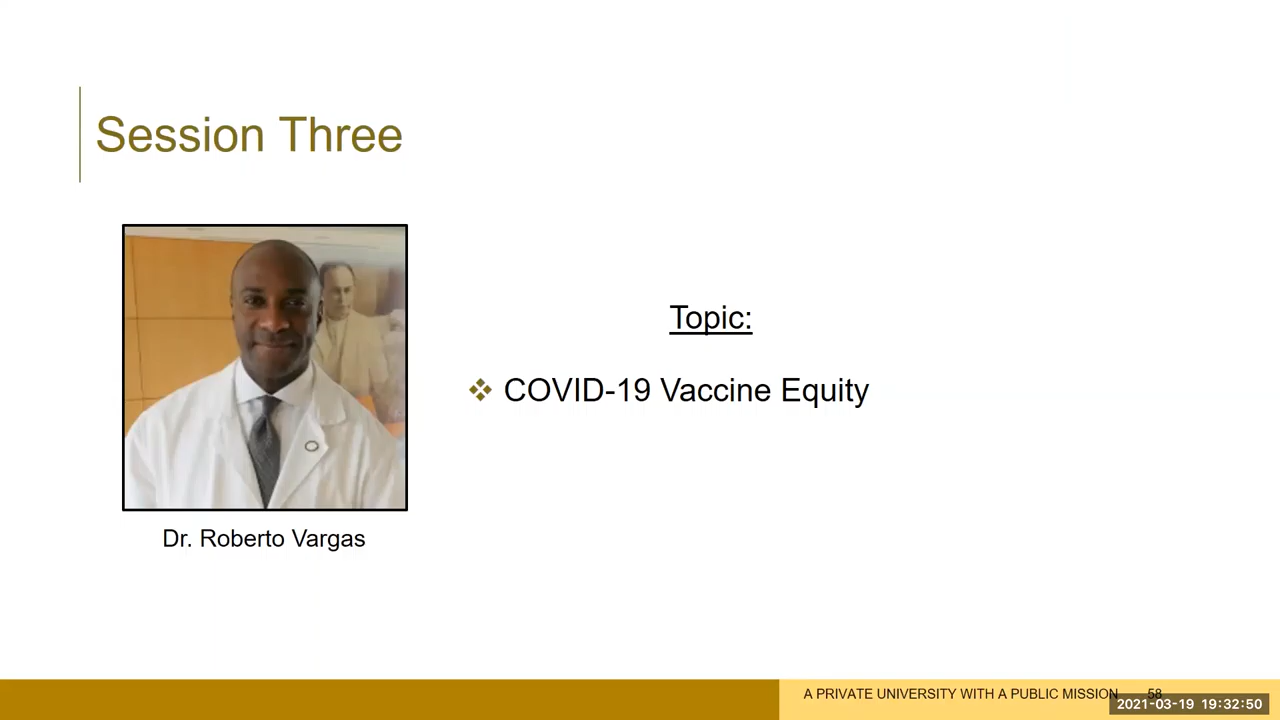 Session Three
Topic:
COVID-19 Vaccine Equity
Dr. Roberto Vargas
A PRIVATE UNIVERSITY WITH A PUBLIC MISSION
58
2021-03-19 19:32:50